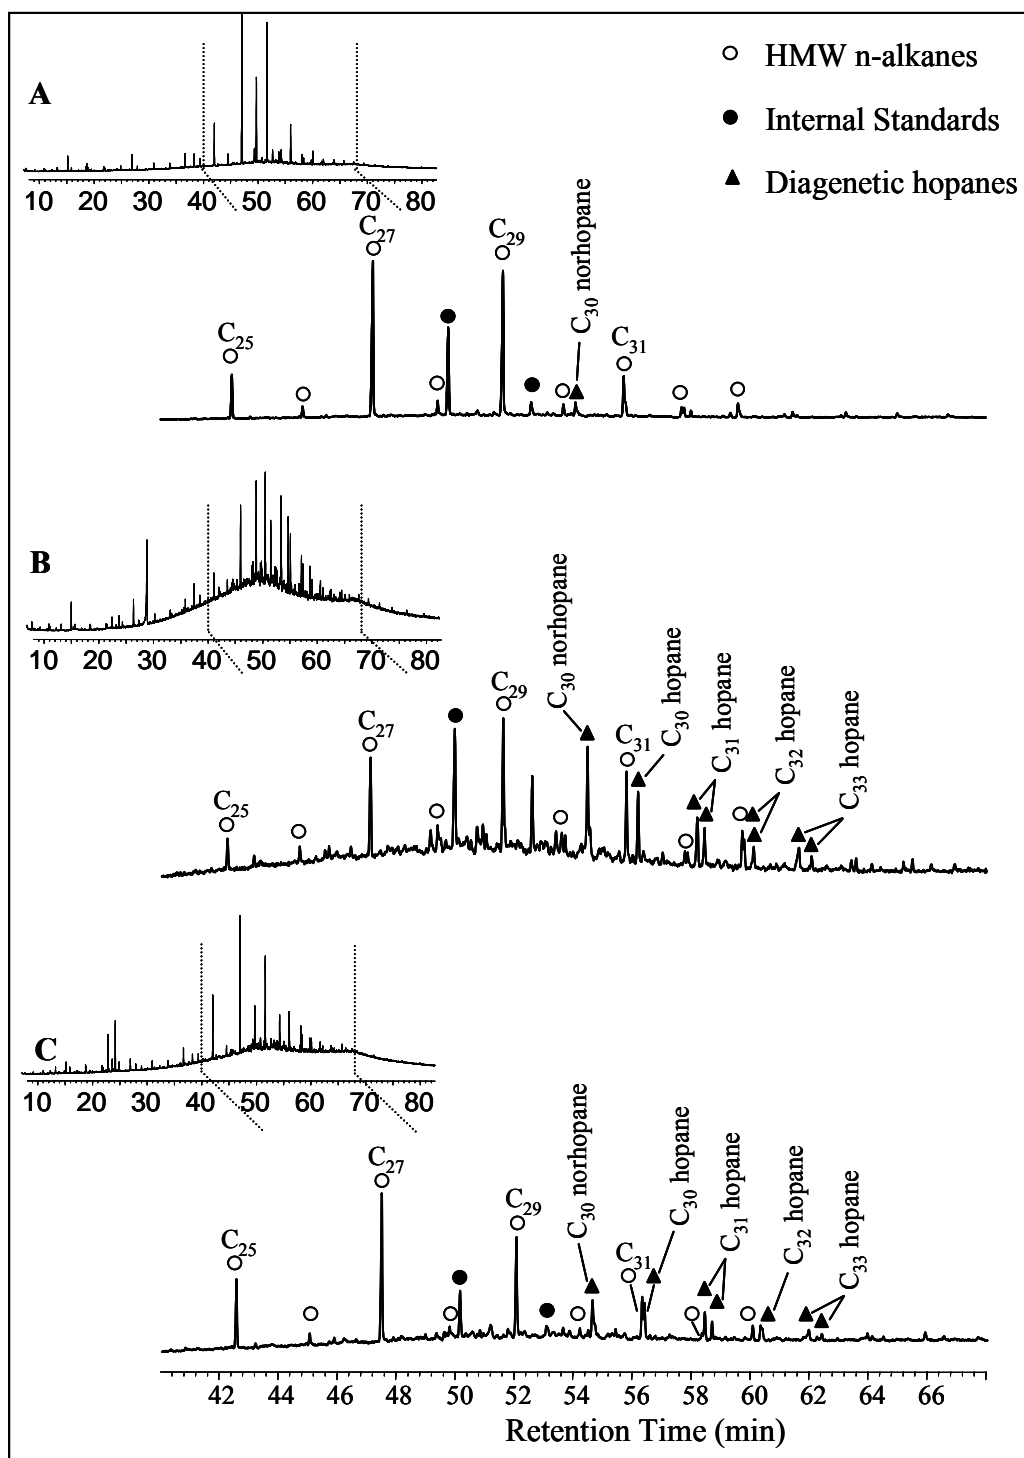 HMW n-alkanes
Internal Standards
Diagenetic hopanes
A
10 20 30 40 50 60 70 80
C25
C27
C29
C30 norhopane
C31
B
10 20 30 40 50 60 70 80
C25
C27
C29
C30 norhopane
C31
C30 hopane
C31 hopane
C32 hopane
C33 hopane
C
10 20 30 40 50 60 70 80
C25
C27
C29
C30 norhopane
C31
C30 hopane
C31 hopane
C32 hopane
C33 hopane
42 44 46 48 50 52 54 56 58 60 62 64 66
Retention Time (min)